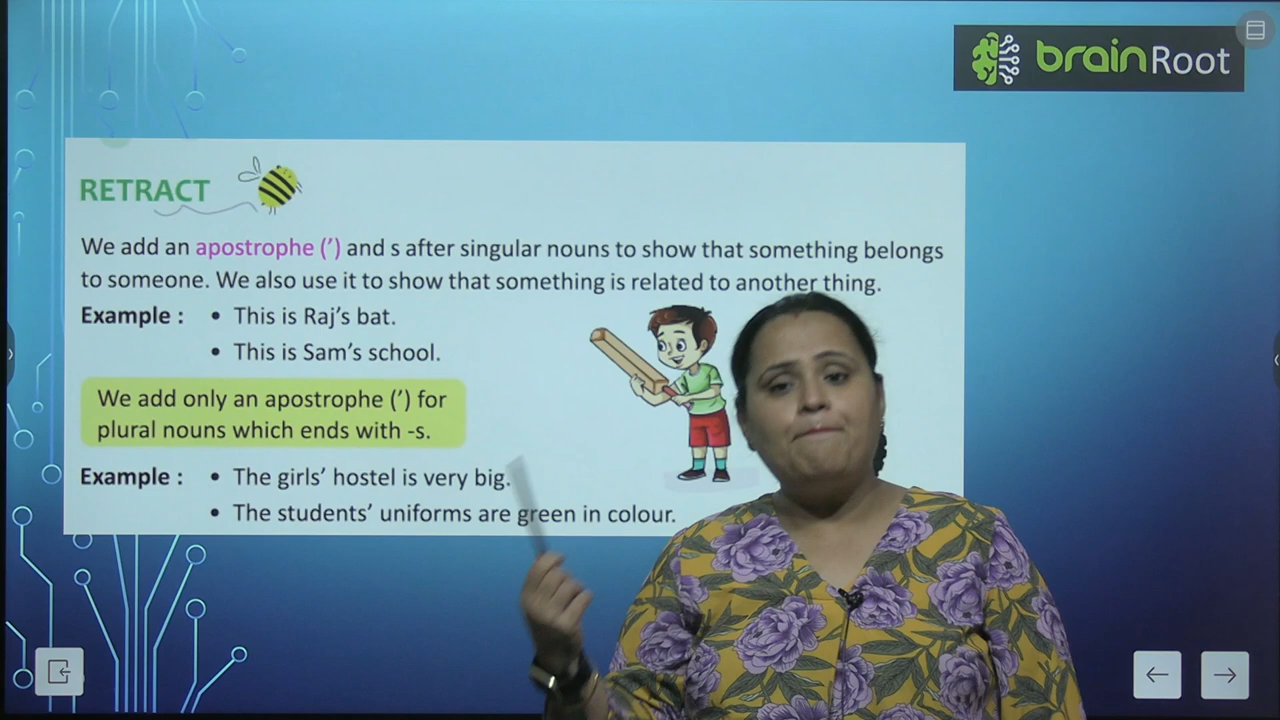 brainRoot
RETRACT
We add an apostrophe (’) and s after singular nouns to show that something belongs
to someone. We also use it to show that something is related to another thing.
Example : • This is Raj’s bat.
• This is Sam’s school.
We add only an apostrophe (’) for
plural nouns which ends with -s.
Example : • The girls’ hostel is very big.
• The students’ uniforms are green in colour.